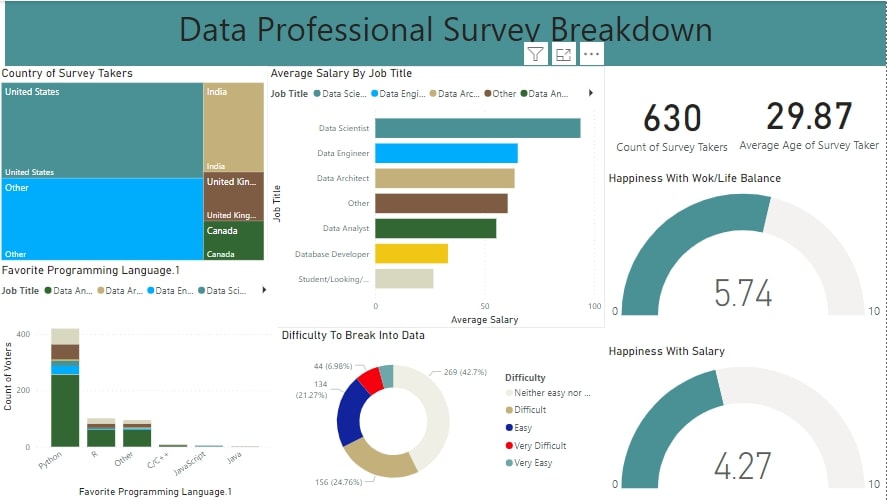 Data Professional Survey Breakdown
Country of Survey Takers
United States
United States
Other
Other
India
India
United Kin...
United King...
Canada
Canada
Average Salary By Job Title
Job Title Data Scie... Data Engi... Data Arc... Other Data An...
Job Title
Data Scientist
Data Engineer
Data Architect
Other
Data Analyst
Database Developer
Student/Looking/...
0 50 100
Average Salary
630
Count of Survey Takers
29.87
Average Age of Survey Taker
Happiness With Wok/Life Balance
5.74
0 10
Favorite Programming Language.1
Job Title Data An... Data Ar... Data En... Data Sci...
Count of Voters
400
200
0
Python R Other C/C++ JavaScript Java
Favorite Programming Language.1
Difficulty To Break Into Data
44 (6.98%)
134
(21.27%)
269 (42.7%)
156 (24.76%)
Difficulty
Neither easy nor ...
Difficult
Easy
Very Difficult
Very Easy
Happiness With Salary
4.27
0 10